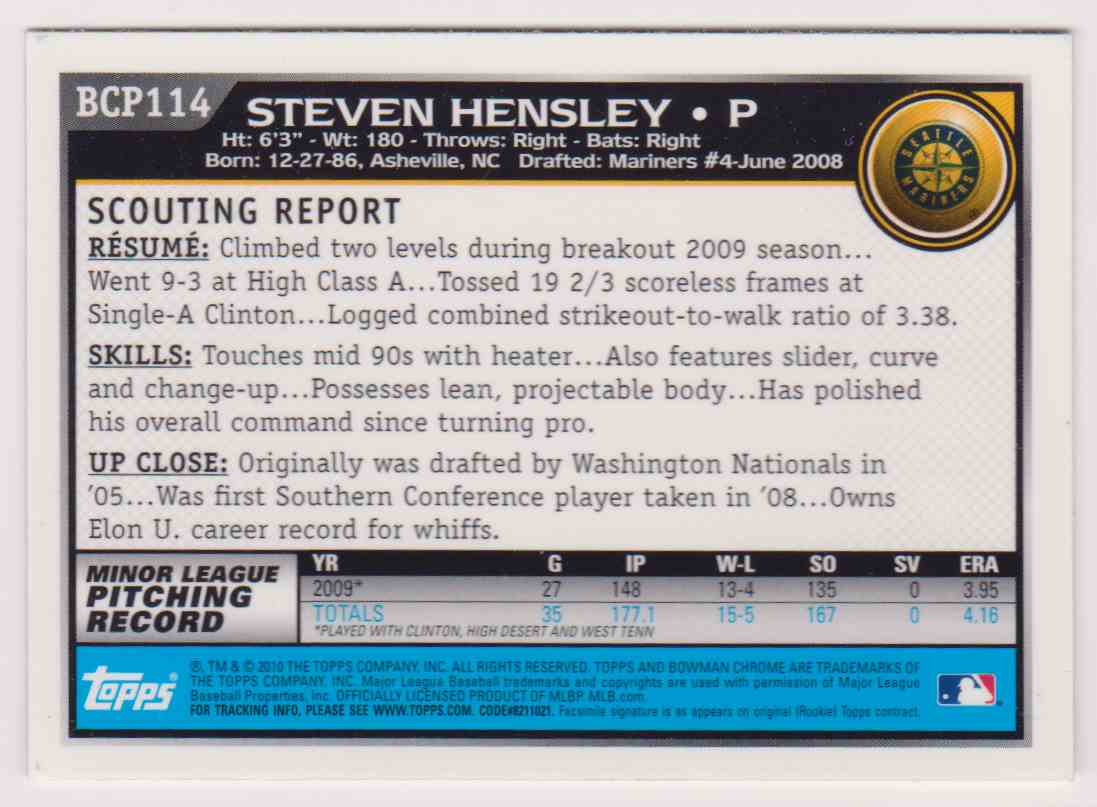 BCP114
STEVEN HENSLEY • P
Ht: 6'3" - Wt: 180 - Throws: Right - Bats: Right
Born: 12-27-86, Asheville, NC Drafted: Mariners #4-June 2008
SEATTLE
MARINERS
SCOUTING REPORT
RÉSUMÉ: Climbed two levels during breakout 2009 season...
Went 9-3 at High Class A...Tossed 19 2/3 scoreless frames at
Single-A Clinton...Logged combined strikeout-to-walk ratio of 3.38.
SKILLS: Touches mid 90s with heater...Also features slider, curve
and change-up...Possesses lean, projectable body...Has polished
his overall command since turning pro.
UP CLOSE: Originally was drafted by Washington Nationals in
'05...Was first Southern Conference player taken in '08...Owns
Elon U. career record for whiffs.
MINOR LEAGUE
PITCHING
RECORD
YR G IP W-L SO SV ERA
2009* 27 148 13-4 135 0 3.95
TOTALS 35 177.1 15-5 167 0 4.16
*PLAYED WITH CLINTON, HIGH DESERT AND WEST TENN
TOPPS®
®, TM & © 2010 THE TOPPS COMPANY, INC. ALL RIGHTS RESERVED. TOPPS AND BOWMAN CHROME ARE TRADEMARKS OF
THE TOPPS COMPANY, INC. Major League Baseball trademarks and copyrights are used with permission of Major League
Baseball Properties, Inc. OFFICIALLY LICENSED PRODUCT OF MLBP. MLB.com.
FOR TRACKING INFO, PLEASE SEE WWW.TOPPS.COM. CODE#8211021. Facsimile signature is as appears on original (Rookie) Topps contract.